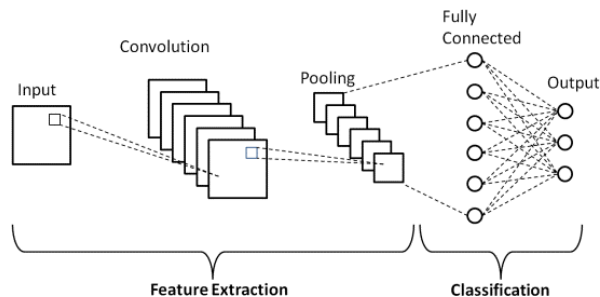 Input
Convolution
Pooling
Fully
Connected
Output
Feature Extraction
Classification